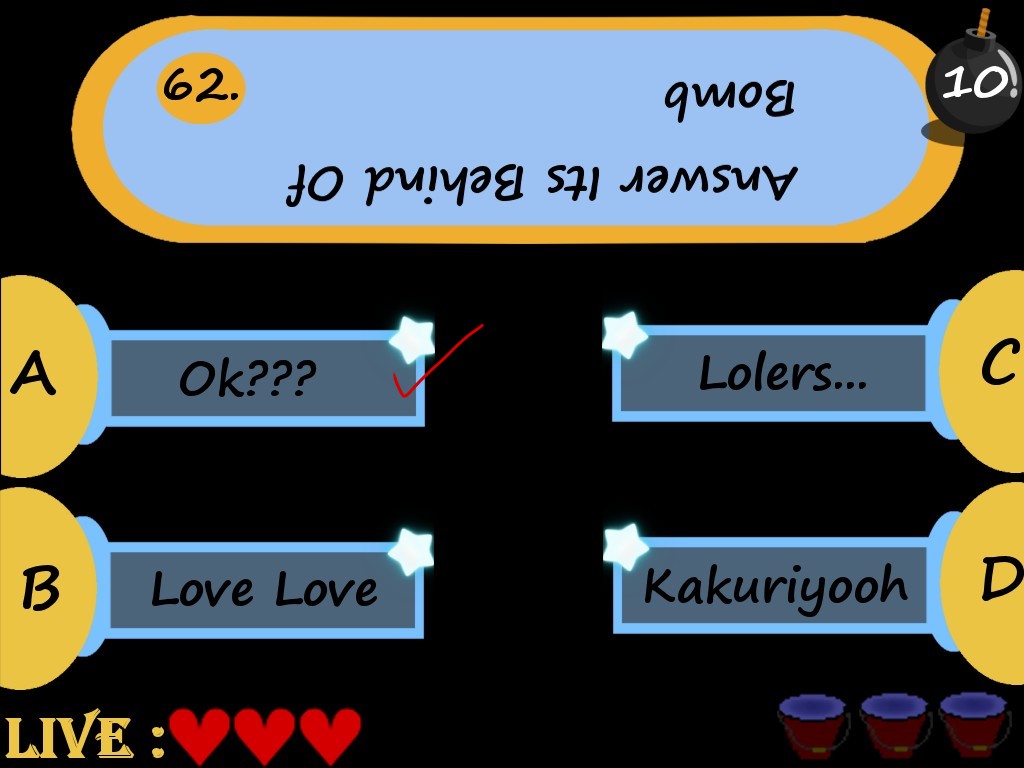 62.
Answer Its Behind Of
Bomb
10
A
Ok???
C
Lolers...
B
Love Love
D
Kakuriyooh
LIVE :